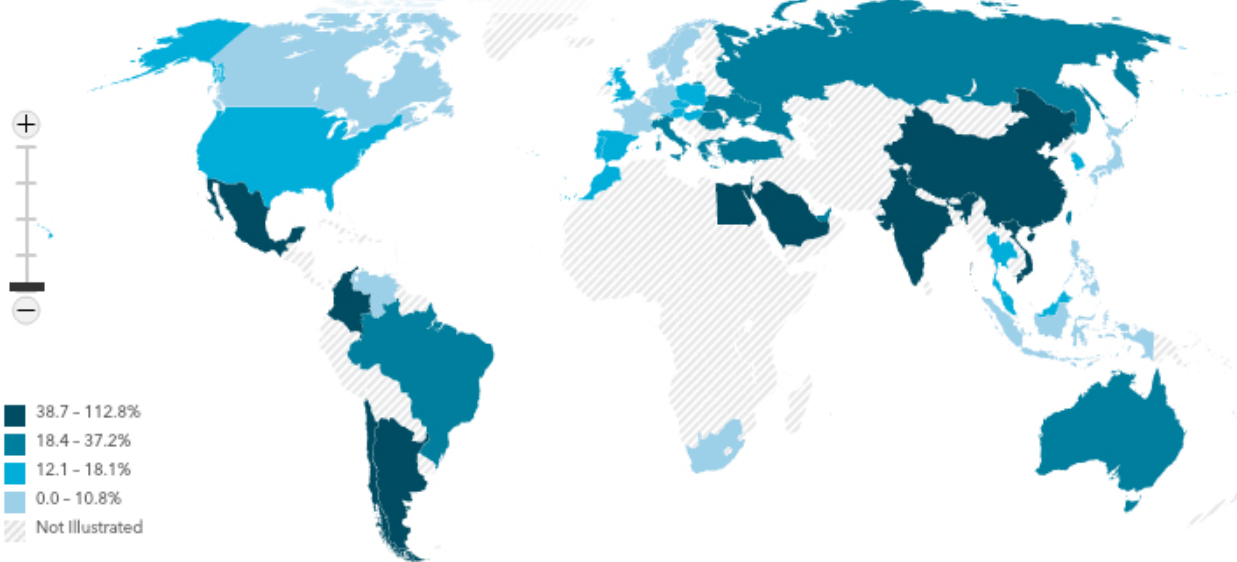 38.7 – 112.8%
18.4 – 37.2%
12.1 – 18.1%
0.0 – 10.8%
Not Illustrated